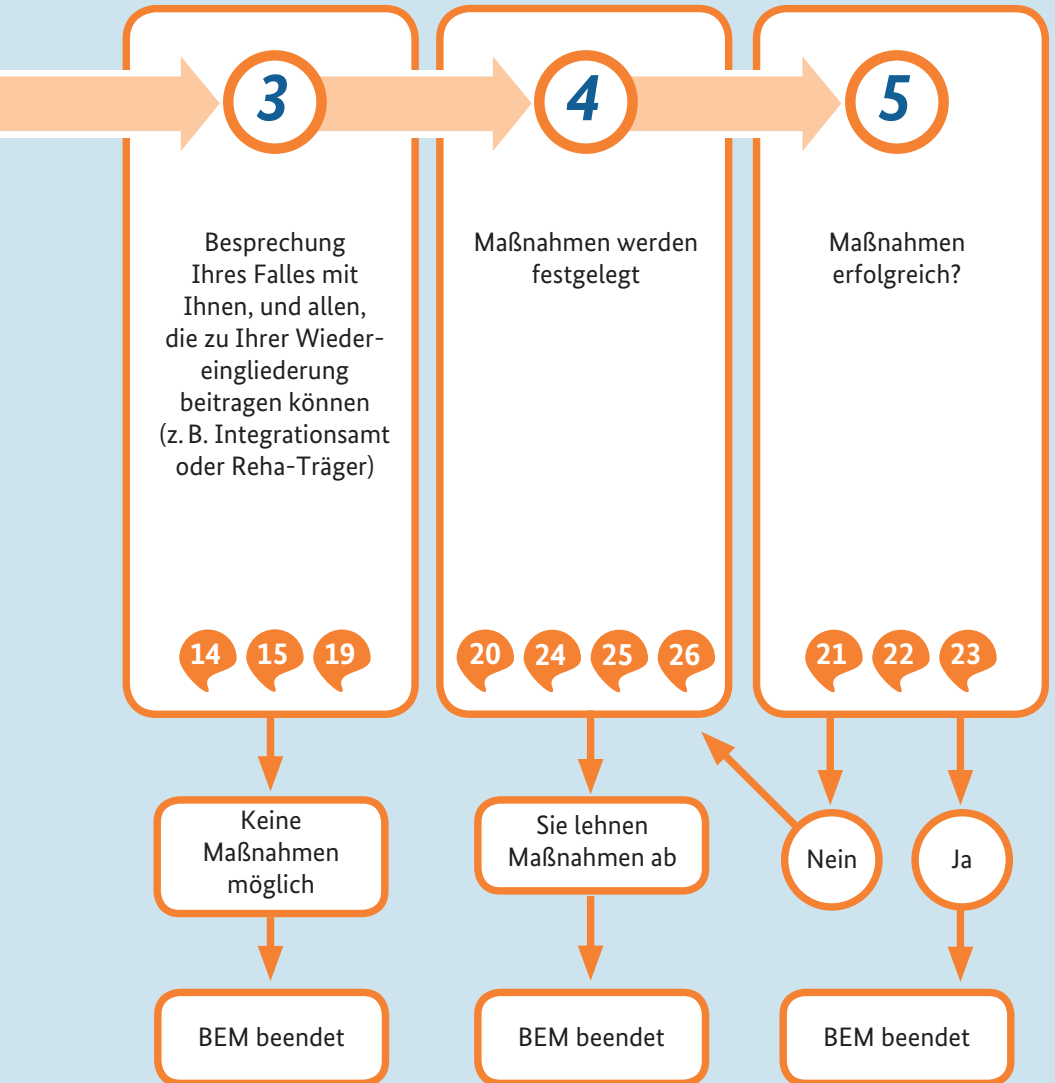 3
Besprechung
Ihres Falles mit
Ihnen, und allen,
die zu Ihrer Wieder-
eingliederung
beitragen können
(z. B. Integrationsamt
oder Reha-Träger)
14 15 19
Keine
Maßnahmen
möglich
BEM beendet
4
Maßnahmen werden
festgelegt
20 24 25 26
Sie lehnen
Maßnahmen ab
BEM beendet
5
Maßnahmen
erfolgreich?
21 22 23
Nein
Ja
BEM beendet